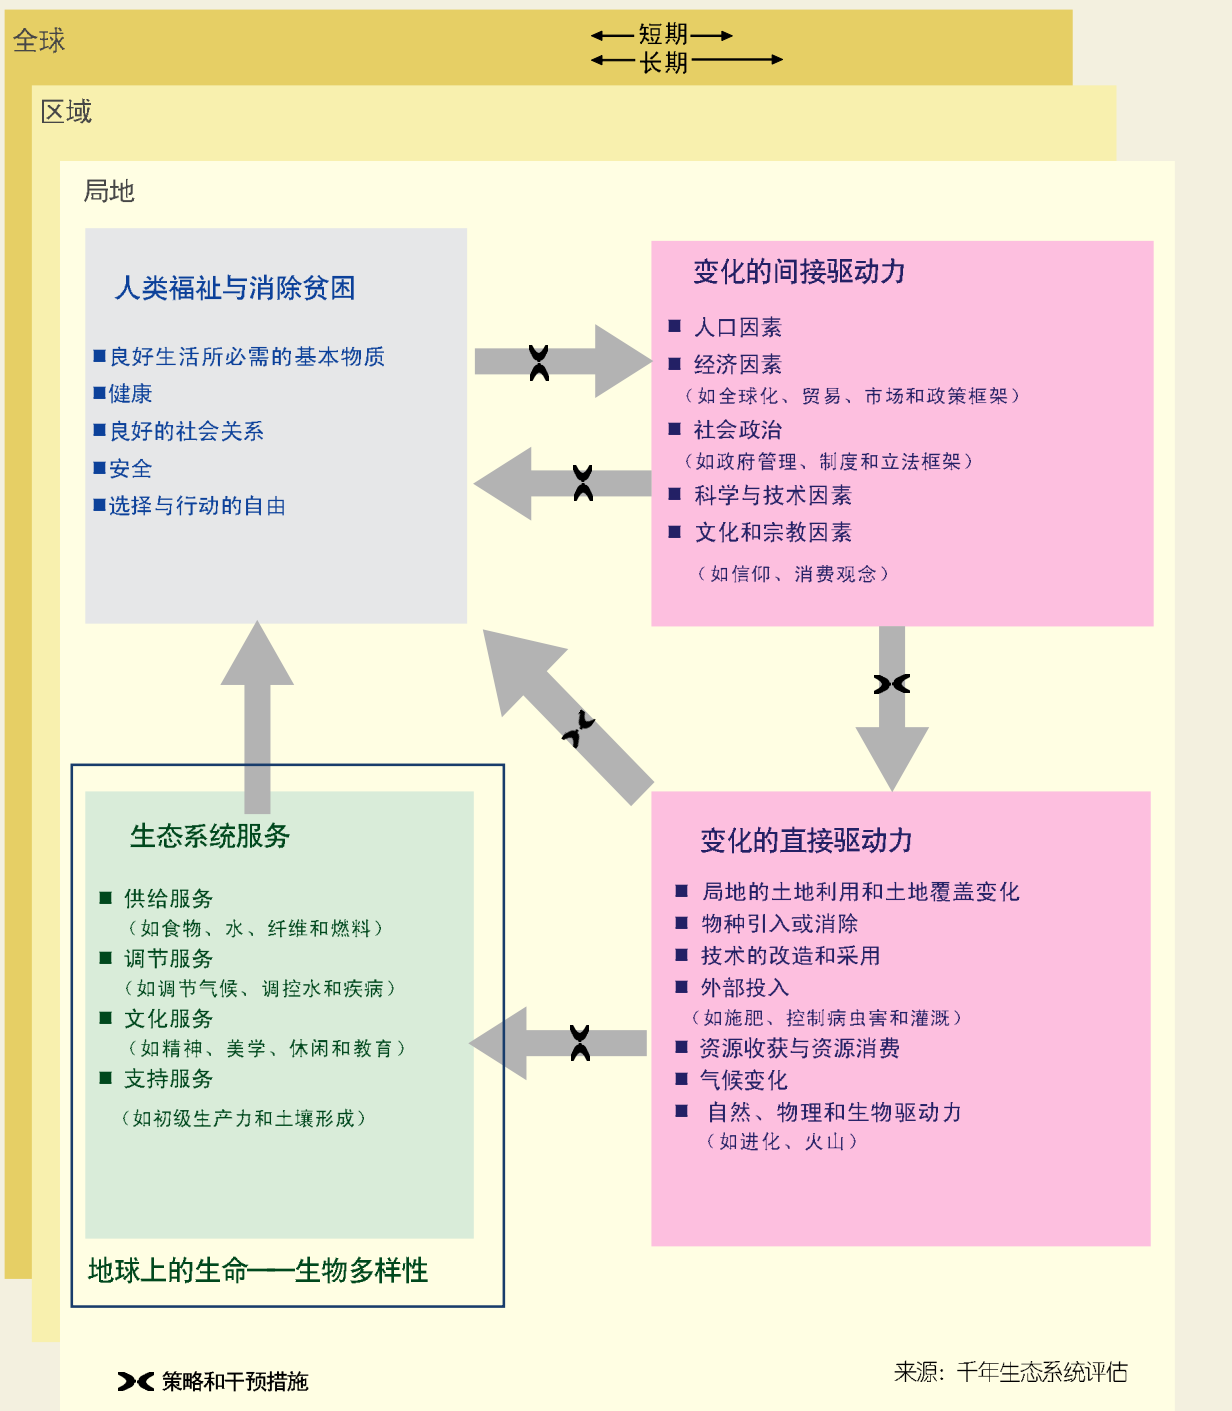 全球
短期
长期
区域
局地
人类福祉与消除贫困
■良好生活所必需的基本物质
■健康
■良好的社会关系
■安全
■选择与行动的自由
变化的间接驱动力
■ 人口因素
■ 经济因素
（如全球化、贸易、市场和政策框架）
■ 社会政治
（如政府管理、制度和立法框架）
■ 科学与技术因素
■ 文化和宗教因素
（如信仰、消费观念）
生态系统服务
■ 供给服务
（如食物、水、纤维和燃料）
■ 调节服务
（如调节气候、调控水和疾病）
■ 文化服务
（如精神、美学、休闲和教育）
■ 支持服务
（如初级生产力和土壤形成）
地球上的生命——生物多样性
变化的直接驱动力
■ 局地的土地利用和土地覆盖变化
■ 物种引入或消除
■ 技术的改造和采用
■ 外部投入
（如施肥、控制病虫害和灌溉）
■ 资源收获与资源消费
■ 气候变化
■ 自然、物理和生物驱动力
（如进化、火山）
策略和干预措施
来源：千年生态系统评估